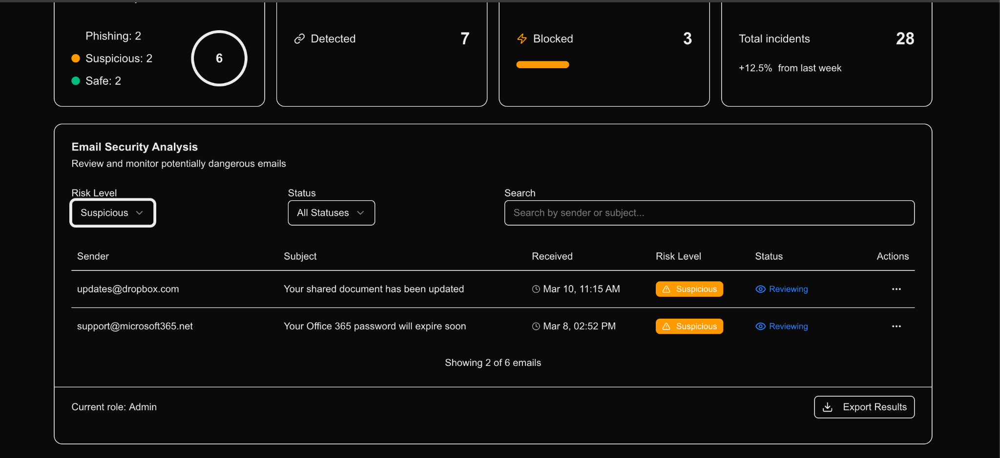 Phishing: 2
Suspicious: 2
Safe: 2
6
Detected
7
Blocked
3
Total incidents
28
+12.5% from last week
Email Security Analysis
Review and monitor potentially dangerous emails
Risk Level
Status
Search
Suspicious
All Statuses
Search by sender or subject...
Sender Subject Received Risk Level Status Actions
updates@dropbox.com Your shared document has been updated Mar 10, 11:15 AM Suspicious Reviewing
support@microsoft365.net Your Office 365 password will expire soon Mar 8, 02:52 PM Suspicious Reviewing
Showing 2 of 6 emails
Current role: Admin
Export Results